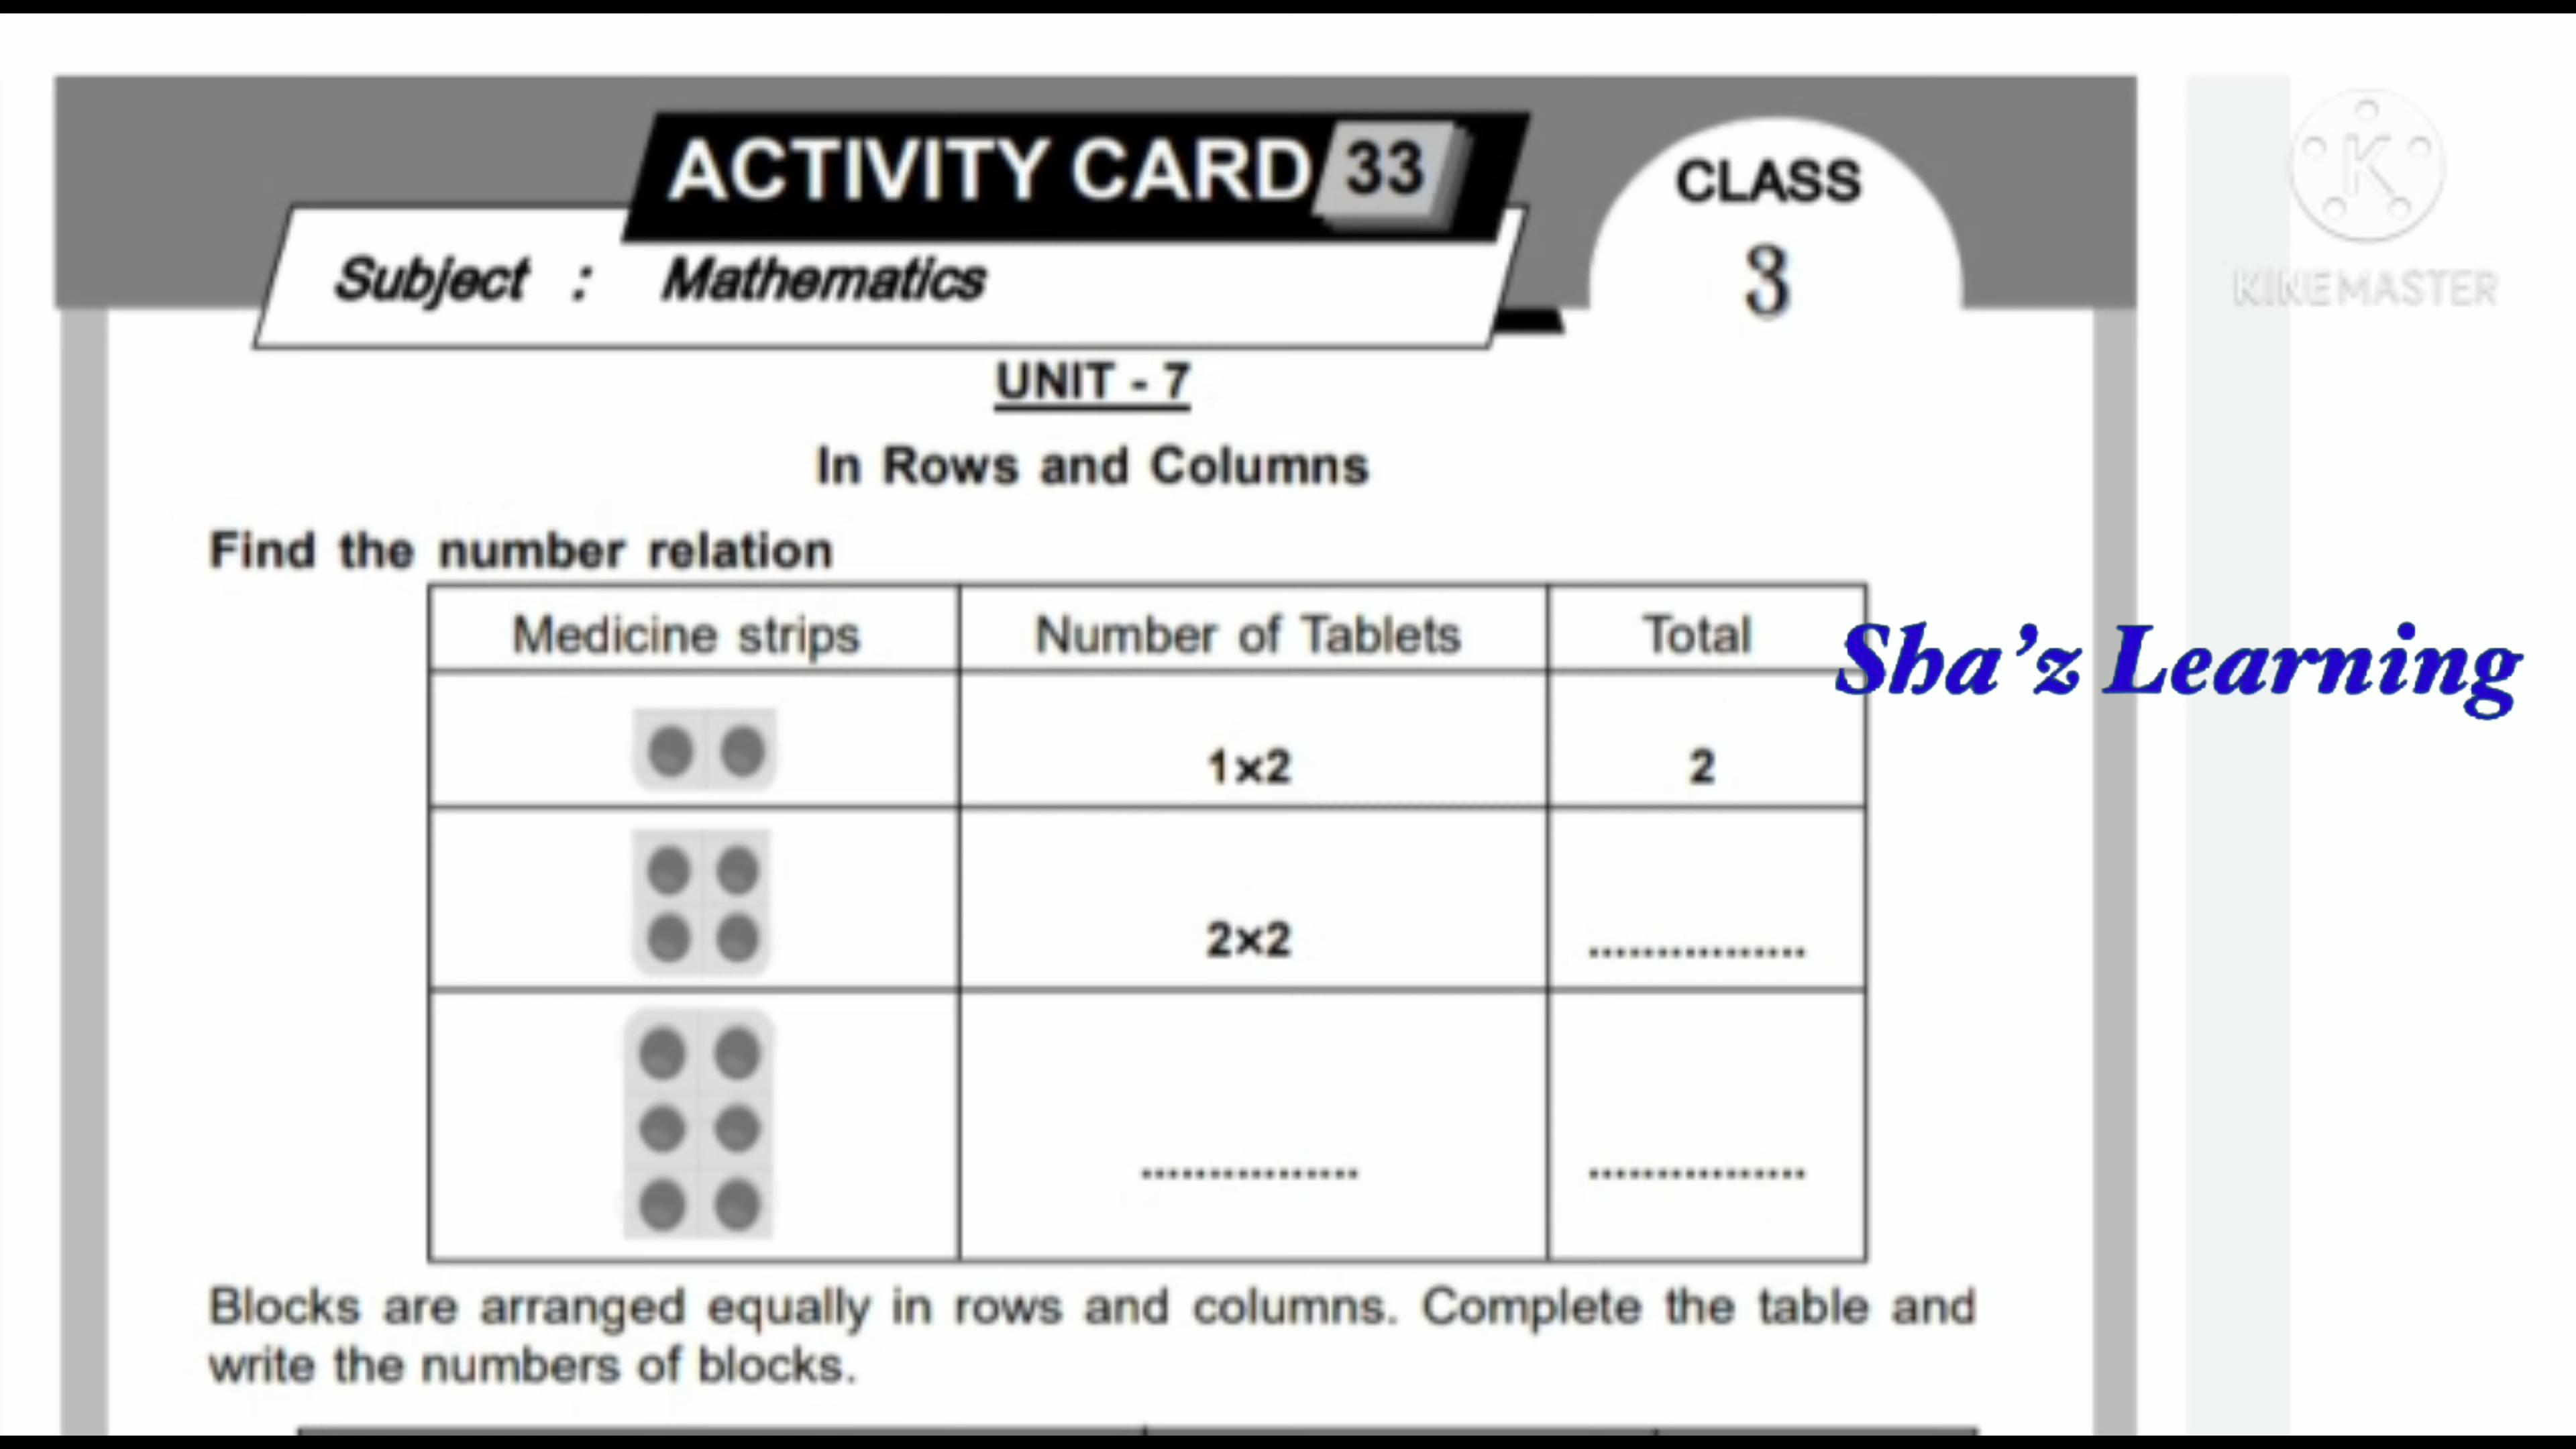 ACTIVITY CARD 33
CLASS
3
Subject : Mathematics
KINEMASTER
UNIT - 7
In Rows and Columns
Find the number relation
Medicine strips Number of Tablets Total
Sha'z Learning
1×2 2
2×2 ................
................ ................
Blocks are arranged equally in rows and columns. Complete the table and
write the numbers of blocks.